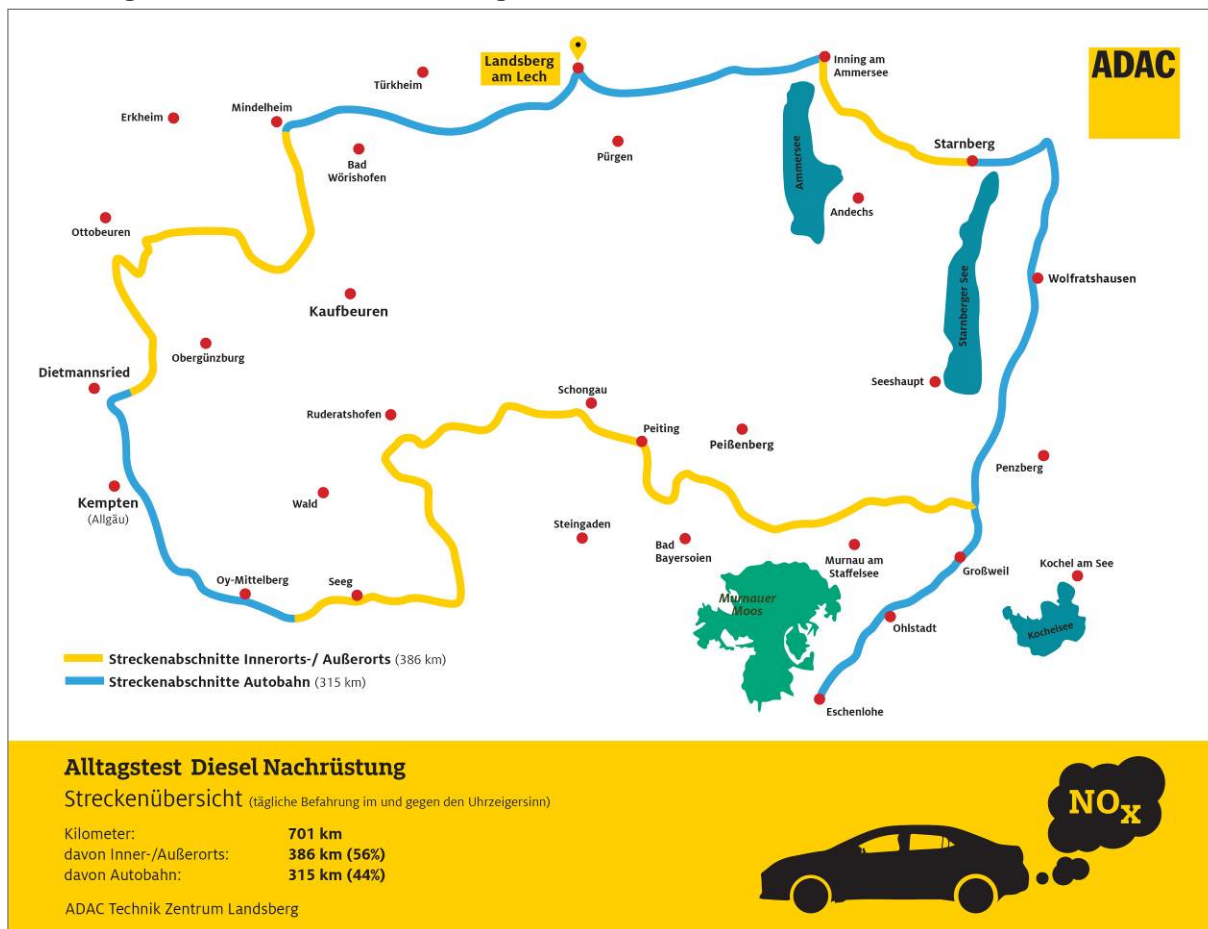 Landsberg
am Lech
Inning am
Ammersee
ADAC
Türkheim
Mindelheim
Erkheim
Bad
Wörishofen
Pürgen
Ammersee
Starnberg
Andechs
Ottobeuren
Starnberger See
Wolfratshausen
Kaufbeuren
Obergünzburg
Dietmannsried
Seeshaupt
Schongau
Ruderatshofen
Peiting
Peißenberg
Penzberg
Kempten
(Allgäu)
Wald
Steingaden
Bad
Bayersoien
Murnau am
Staffelsee
Großweil
Kochel am See
Oy-Mittelberg
Seeg
Murnauer
Moos
Ohlstadt
Kochelsee
Eschenlohe
Streckenabschnitte Innerorts-/ Außerorts (386 km)
Streckenabschnitte Autobahn (315 km)
Alltagstest Diesel Nachrüstung
Streckenübersicht (tägliche Befahrung im und gegen den Uhrzeigersinn)
Kilometer: 701 km
davon Inner-/Außerorts: 386 km (56%)
davon Autobahn: 315 km (44%)
ADAC Technik Zentrum Landsberg
NOx